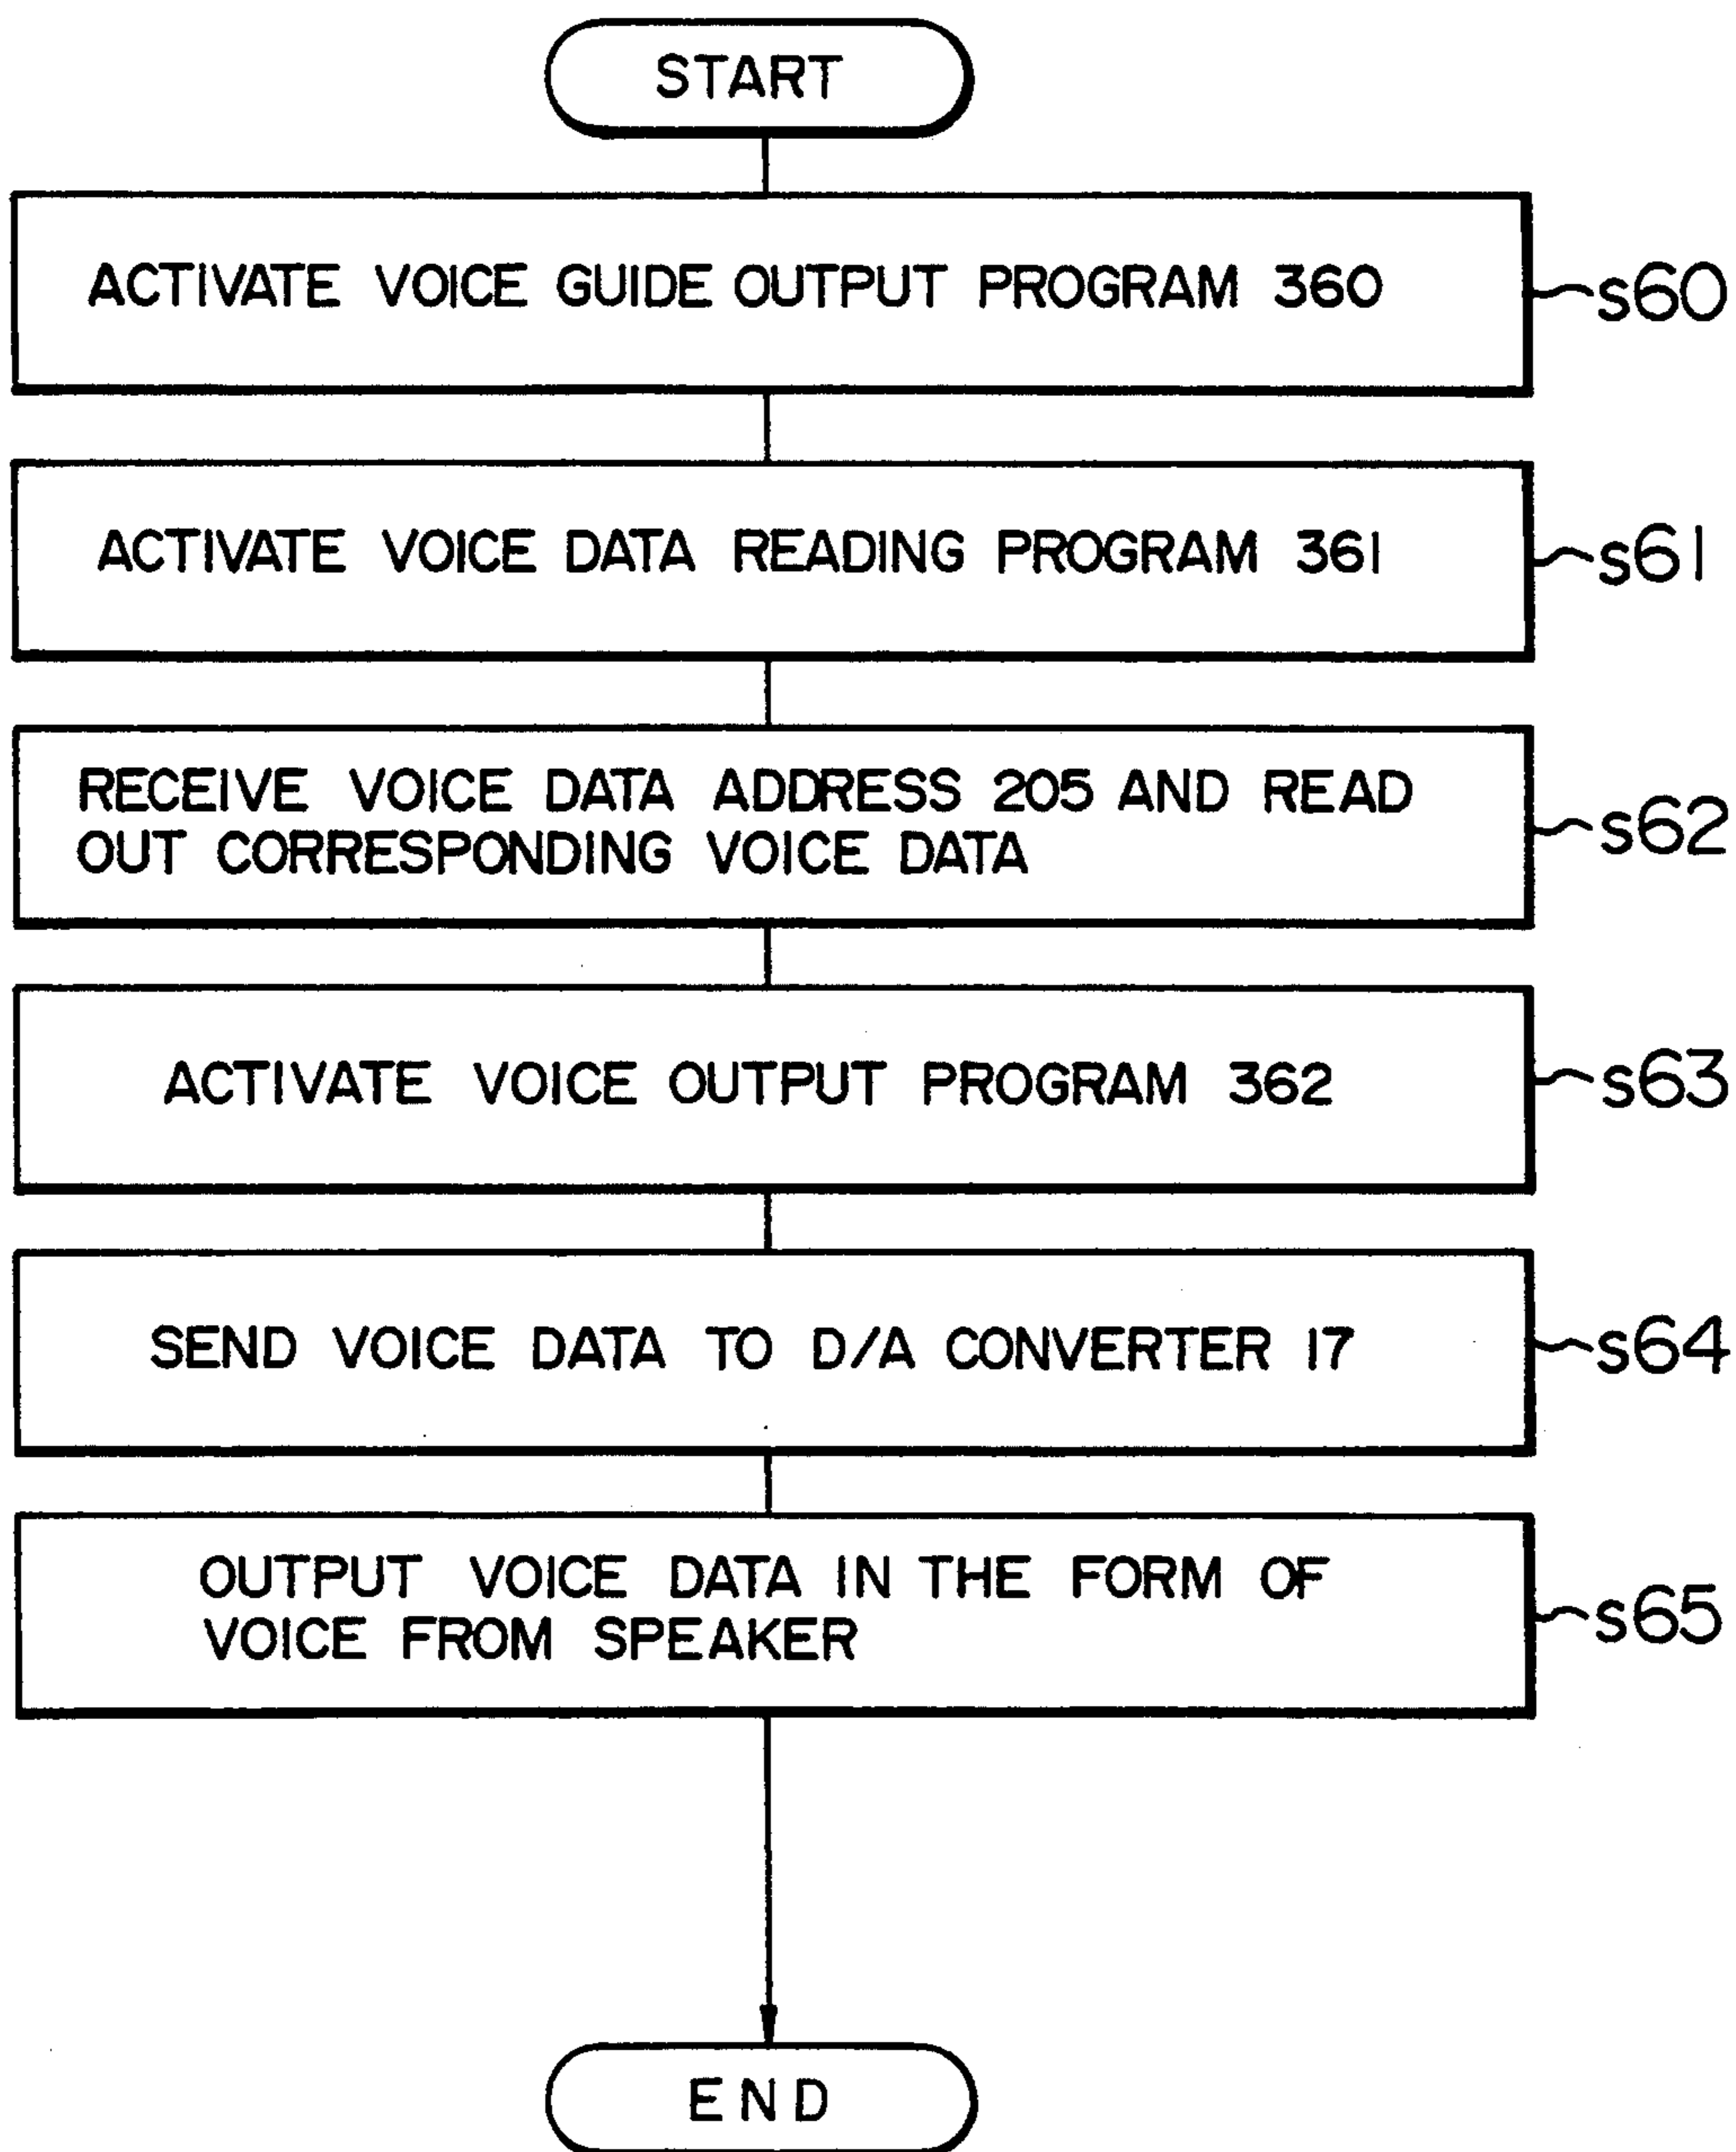 START
ACTIVATE VOICE GUIDE OUTPUT PROGRAM 360
s60
ACTIVATE VOICE DATA READING PROGRAM 361
s61
RECEIVE VOICE DATA ADDRESS 205 AND READ
OUT CORRESPONDING VOICE DATA
s62
ACTIVATE VOICE OUTPUT PROGRAM 362
s63
SEND VOICE DATA TO D/A CONVERTER 17
s64
OUTPUT VOICE DATA IN THE FORM OF
VOICE FROM SPEAKER
s65
END